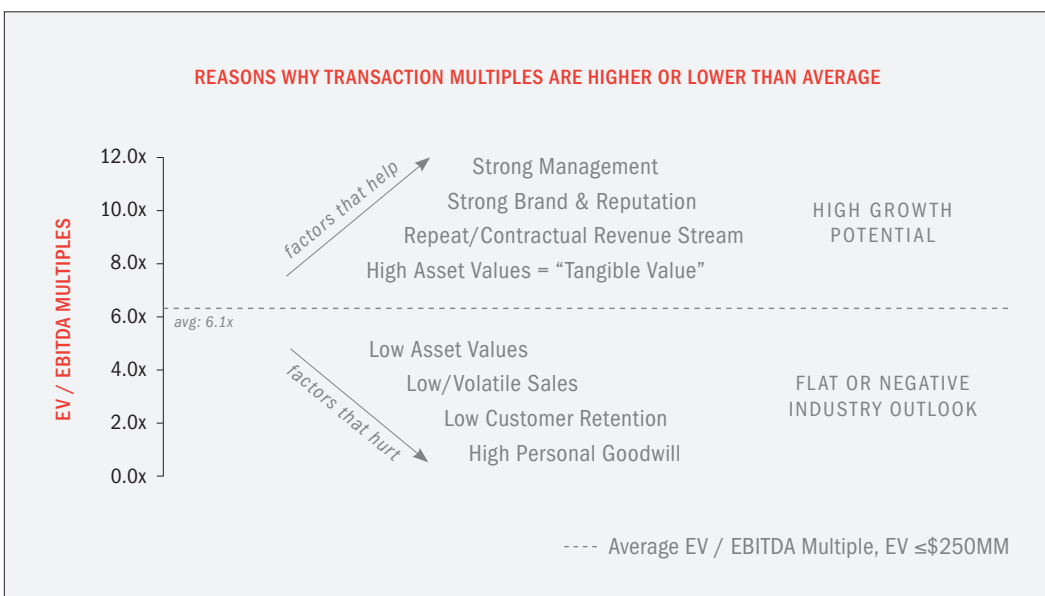 REASONS WHY TRANSACTION MULTIPLES ARE HIGHER OR LOWER THAN AVERAGE
EV / EBITDA MULTIPLES
12.0x
10.0x
8.0x
6.0x
4.0x
2.0x
0.0x
avg: 6.1x
factors that help
Strong Management
Strong Brand & Reputation
Repeat/Contractual Revenue Stream
High Asset Values = “Tangible Value”
HIGH GROWTH
POTENTIAL
factors that hurt
Low Asset Values
Low/Volatile Sales
Low Customer Retention
High Personal Goodwill
FLAT OR NEGATIVE
INDUSTRY OUTLOOK
---- Average EV / EBITDA Multiple, EV ≤$250MM